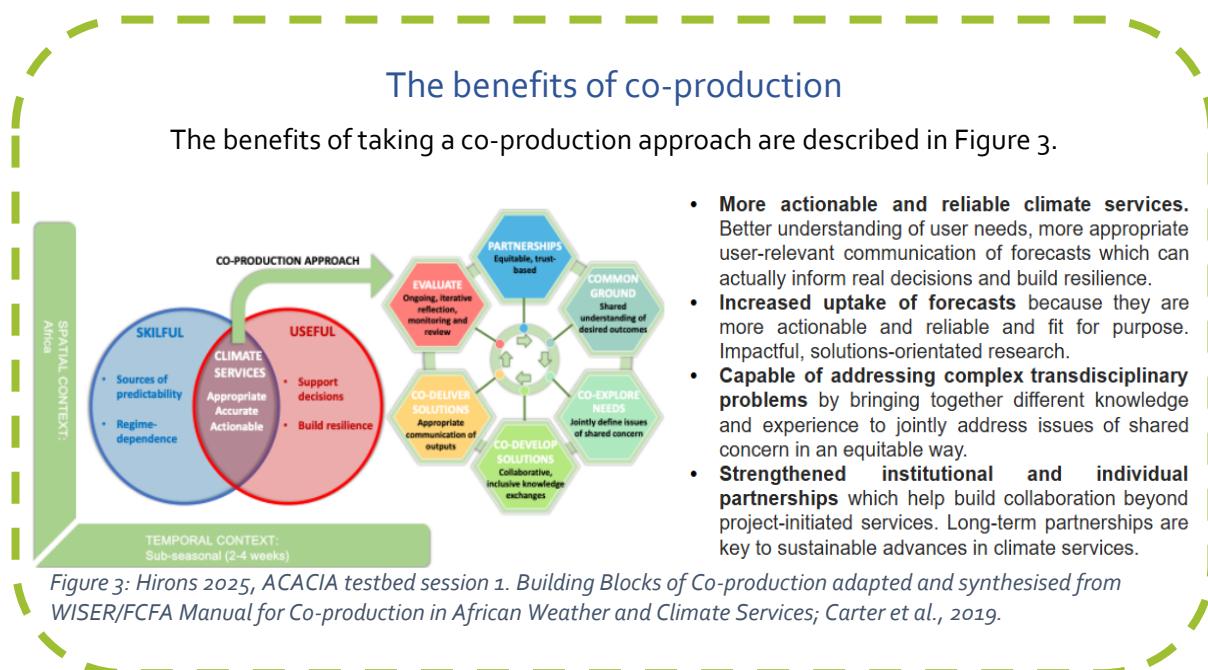 The benefits of co-production
The benefits of taking a co-production approach are described in Figure 3.
SPATIAL CONTEXT:
Africa
TEMPORAL CONTEXT:
Sub-seasonal (2-4 weeks)
CO-PRODUCTION APPROACH
SKILFUL
• Sources of
predictability
• Regime-
dependence
CLIMATE
SERVICES
Appropriate
Accurate
Actionable
USEFUL
• Support
decisions
• Build resilience
PARTNERSHIPS
Equitable, trust-
based
COMMON
GROUND
Shared
understanding of
desired outcomes
CO-EXPLORE
NEEDS
Jointly define issues
of shared concern
CO-DEVELOP
SOLUTIONS
Collaborative,
inclusive knowledge
exchanges
CO-DELIVER
SOLUTIONS
Appropriate
communication of
outputs
EVALUATE
Ongoing, iterative
reflection,
monitoring and
review
• More actionable and reliable climate services.
Better understanding of user needs, more appropriate
user-relevant communication of forecasts which can
actually inform real decisions and build resilience.
• Increased uptake of forecasts because they are
more actionable and reliable and fit for purpose.
Impactful, solutions-orientated research.
• Capable of addressing complex transdisciplinary
problems by bringing together different knowledge
and experience to jointly address issues of shared
concern in an equitable way.
• Strengthened institutional and individual
partnerships which help build collaboration beyond
project-initiated services. Long-term partnerships are
key to sustainable advances in climate services.
Figure 3: Hirons 2025, ACACIA testbed session 1. Building Blocks of Co-production adapted and synthesised from
WISER/FCFA Manual for Co-production in African Weather and Climate Services; Carter et al., 2019.